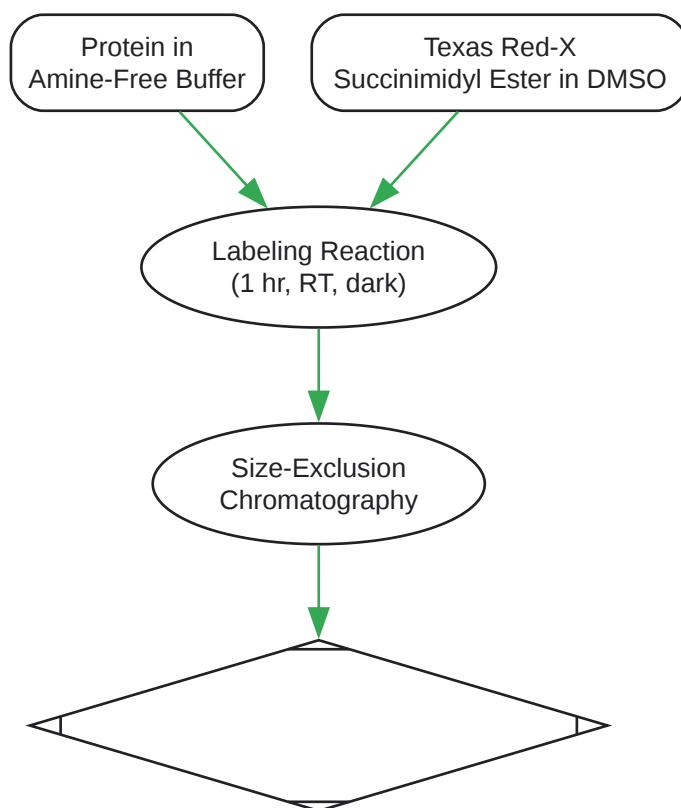 Protein in
Amine-Free Buffer
Texas Red-X
Succinimidyl Ester in DMSO
Labeling Reaction
(1 hr, RT, dark)
Size-Exclusion
Chromatography